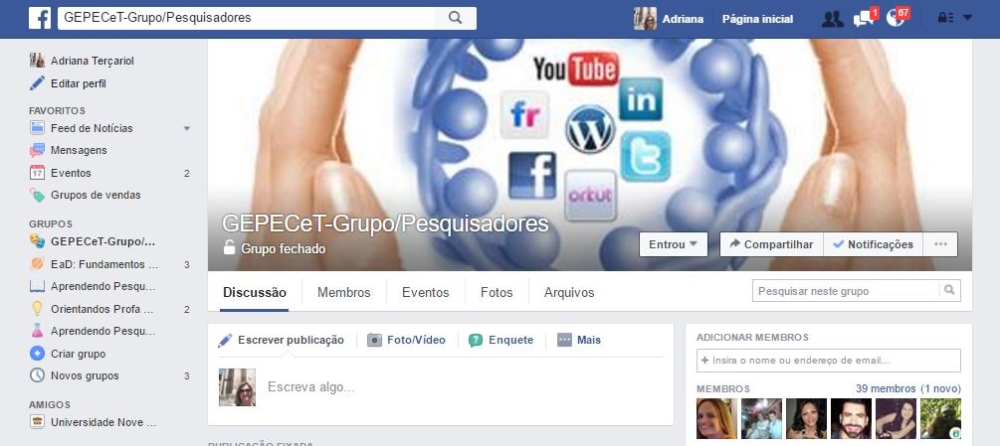 GEPECeT-Grupo/Pesquisadores
Adriana
Página inicial
1
67
Adriana Terçariol
Editar perfil
FAVORITOS
Feed de Notícias
Mensagens
17
Eventos 2
Grupos de vendas
GRUPOS
GEPECeT-Grupo/...
EaD: Fundamentos ... 3
Aprendendo Pesqu...
Orientandos Profa ... 2
Aprendendo Pesqu...
Criar grupo
Novos grupos 3
AMIGOS
Universidade Nove ...
YouTube
in
fr
W
f
t
orkut
GEPECeT-Grupo/Pesquisadores
Grupo fechado
Entrou
Compartilhar
Notificações
...
Discussão
Membros
Eventos
Fotos
Arquivos
Pesquisar neste grupo
Escrever publicação
Foto/Vídeo
Enquete
Mais
Escreva algo...
PUBLICAÇÃO FIXADA
ADICIONAR MEMBROS
+ Insira o nome ou endereço de email...
MEMBROS
39 membros (1 novo)